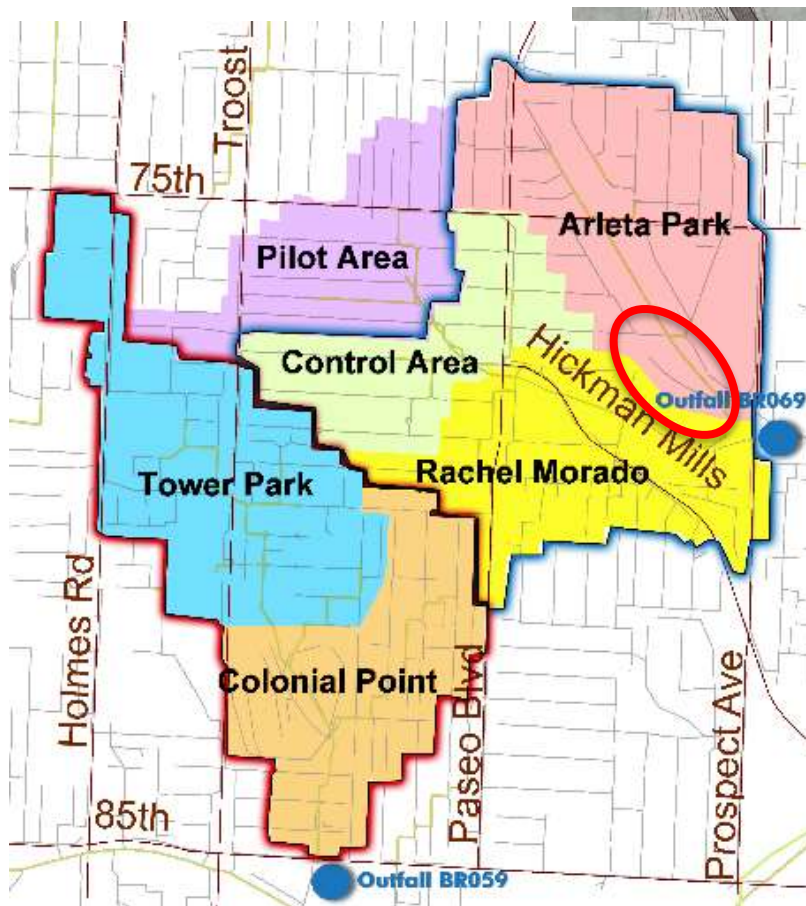 Troost
75th
Arleta Park
Pilot Area
Control Area
Hickman Mills
Outfall BR069
Rachel Morado
Tower Park
Holmes Rd
Colonial Point
Paseo Blvd
Prospect Ave
85th
Outfall BR059